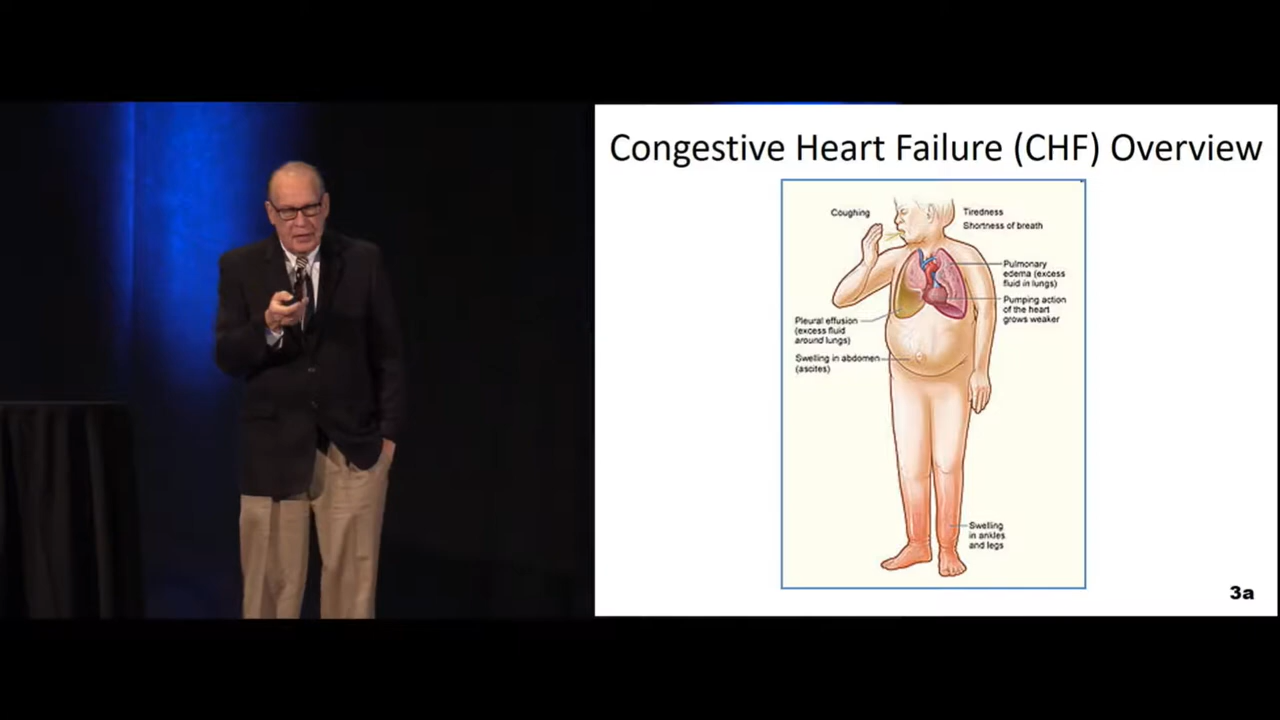 Congestive Heart Failure (CHF) Overview
Coughing
Tiredness
Shortness of breath
Pulmonary
edema (excess
fluid in lungs)
Pumping action
of the heart
grows weaker
Pleural effusion
(excess fluid
around lungs)
Swelling in abdomen
(ascites)
Swelling
in ankles
and legs
3a